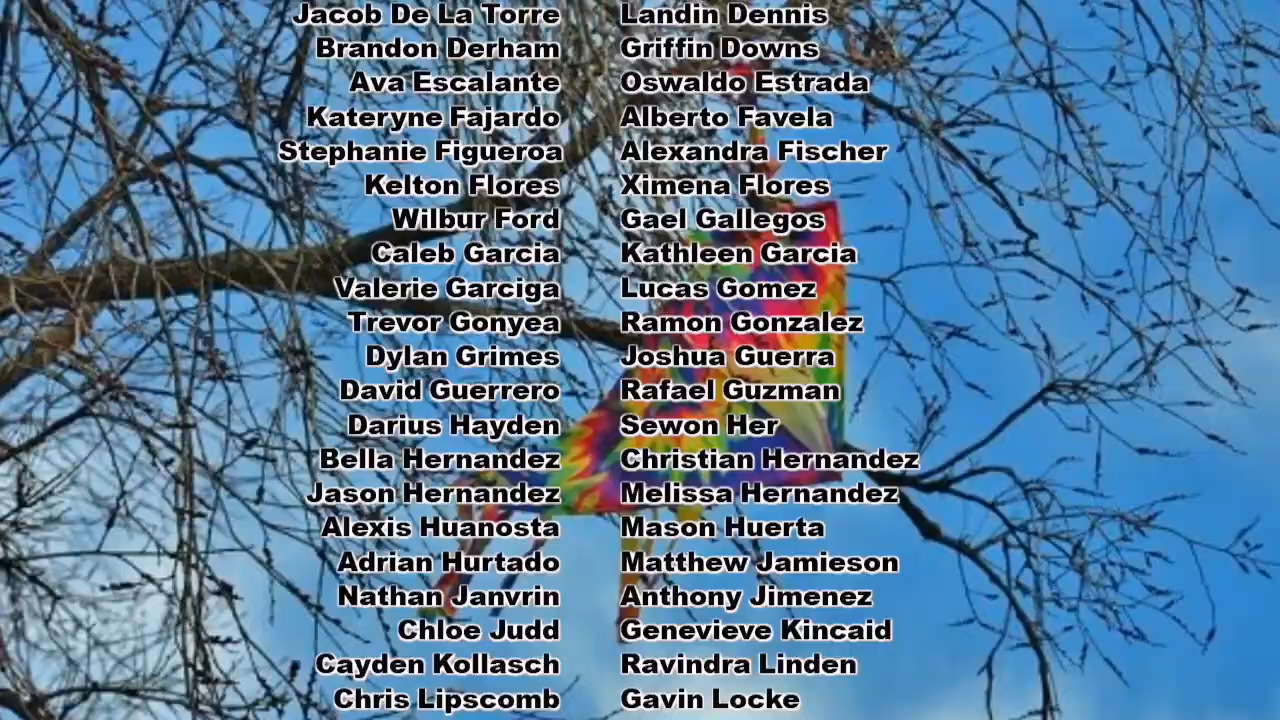 Jacob De La Torre Landin Dennis
Brandon Derham Griffin Downs
Ava Escalante Oswaldo Estrada
Kateryne Fajardo Alberto Favela
Stephanie Figueroa Alexandra Fischer
Kelton Flores Ximena Flores
Wilbur Ford Gael Gallegos
Caleb Garcia Kathleen Garcia
Valerie Garciga Lucas Gomez
Trevor Gonyea Ramon Gonzalez
Dylan Grimes Joshua Guerra
David Guerrero Rafael Guzman
Darius Hayden Sewon Her
Bella Hernandez Christian Hernandez
Jason Hernandez Melissa Hernandez
Alexis Huanosta Mason Huerta
Adrian Hurtado Matthew Jamieson
Nathan Janvrin Anthony Jimenez
Chloe Judd Genevieve Kincaid
Cayden Kollasch Ravindra Linden
Chris Lipscomb Gavin Locke